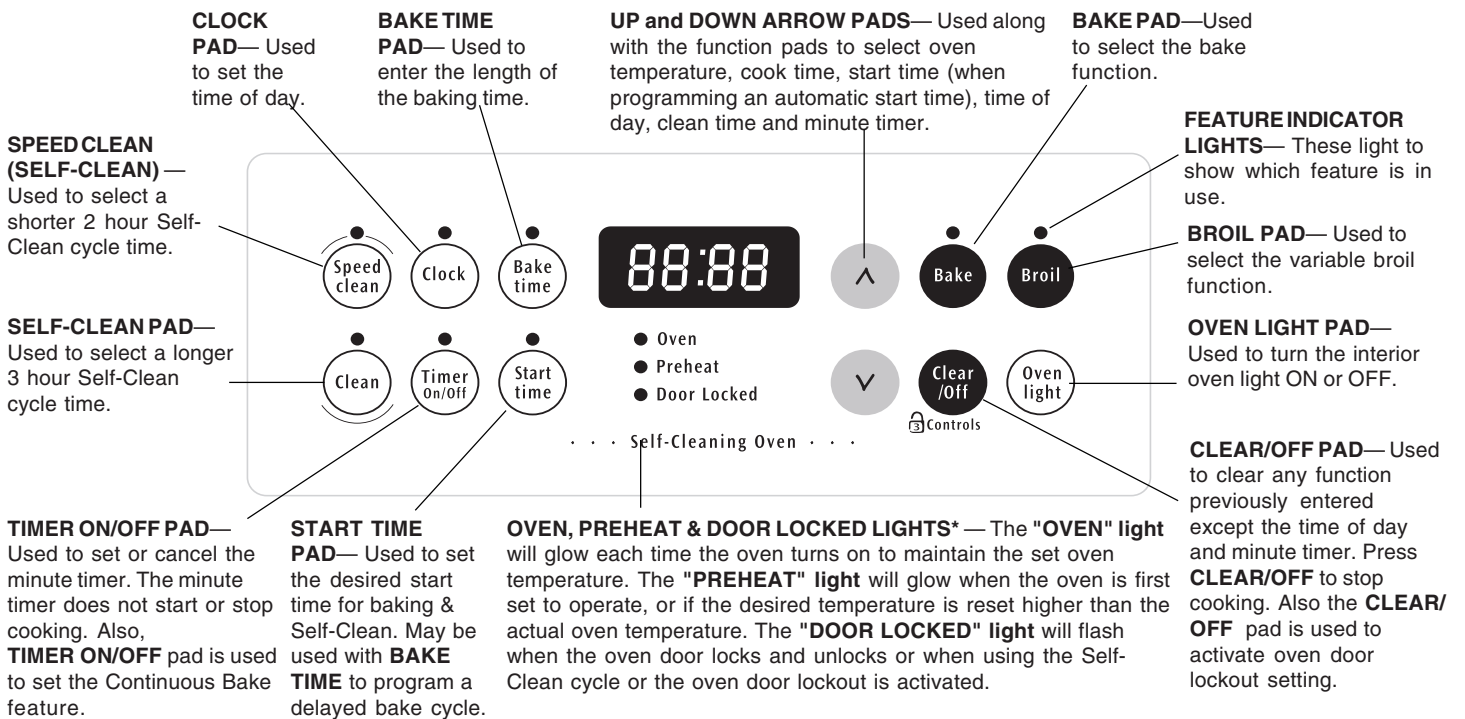 CLOCK
PAD— Used
to set the
time of day.
BAKE TIME
PAD— Used to
enter the length of
the baking time.
UP and DOWN ARROW PADS— Used along
with the function pads to select oven
temperature, cook time, start time (when
programming an automatic start time), time of
day, clean time and minute timer.
BAKE PAD—Used
to select the bake
function.
SPEED CLEAN
(SELF-CLEAN) —
Used to select a
shorter 2 hour Self-
Clean cycle time.
FEATURE INDICATOR
LIGHTS— These light to
show which feature is in
use.
BROIL PAD— Used to
select the variable broil
function.
SELF-CLEAN PAD—
Used to select a longer
3 hour Self-Clean
cycle time.
OVEN LIGHT PAD—
Used to turn the interior
oven light ON or OFF.
Speed
clean
Clock
Bake
time
88:88
Bake
Broil
Clean
Timer
On/Off
Start
time
Oven
Preheat
Door Locked
Clear
/Off
Oven
light
3 Controls
· · · Self-Cleaning Oven · · ·
CLEAR/OFF PAD— Used
to clear any function
previously entered
except the time of day
and minute timer. Press
CLEAR/OFF to stop
cooking. Also the CLEAR/
OFF pad is used to
activate oven door
lockout setting.
TIMER ON/OFF PAD—
Used to set or cancel the
minute timer. The minute
timer does not start or stop
cooking. Also,
TIMER ON/OFF pad is used
to set the Continuous Bake
feature.
START TIME
PAD— Used to set
the desired start
time for baking &
Self-Clean. May be
used with BAKE
TIME to program a
delayed bake cycle.
OVEN, PREHEAT & DOOR LOCKED LIGHTS* — The "OVEN" light
will glow each time the oven turns on to maintain the set oven
temperature. The "PREHEAT" light will glow when the oven is first
set to operate, or if the desired temperature is reset higher than the
actual oven temperature. The "DOOR LOCKED" light will flash
when the oven door locks and unlocks or when using the Self-
Clean cycle or the oven door lockout is activated.